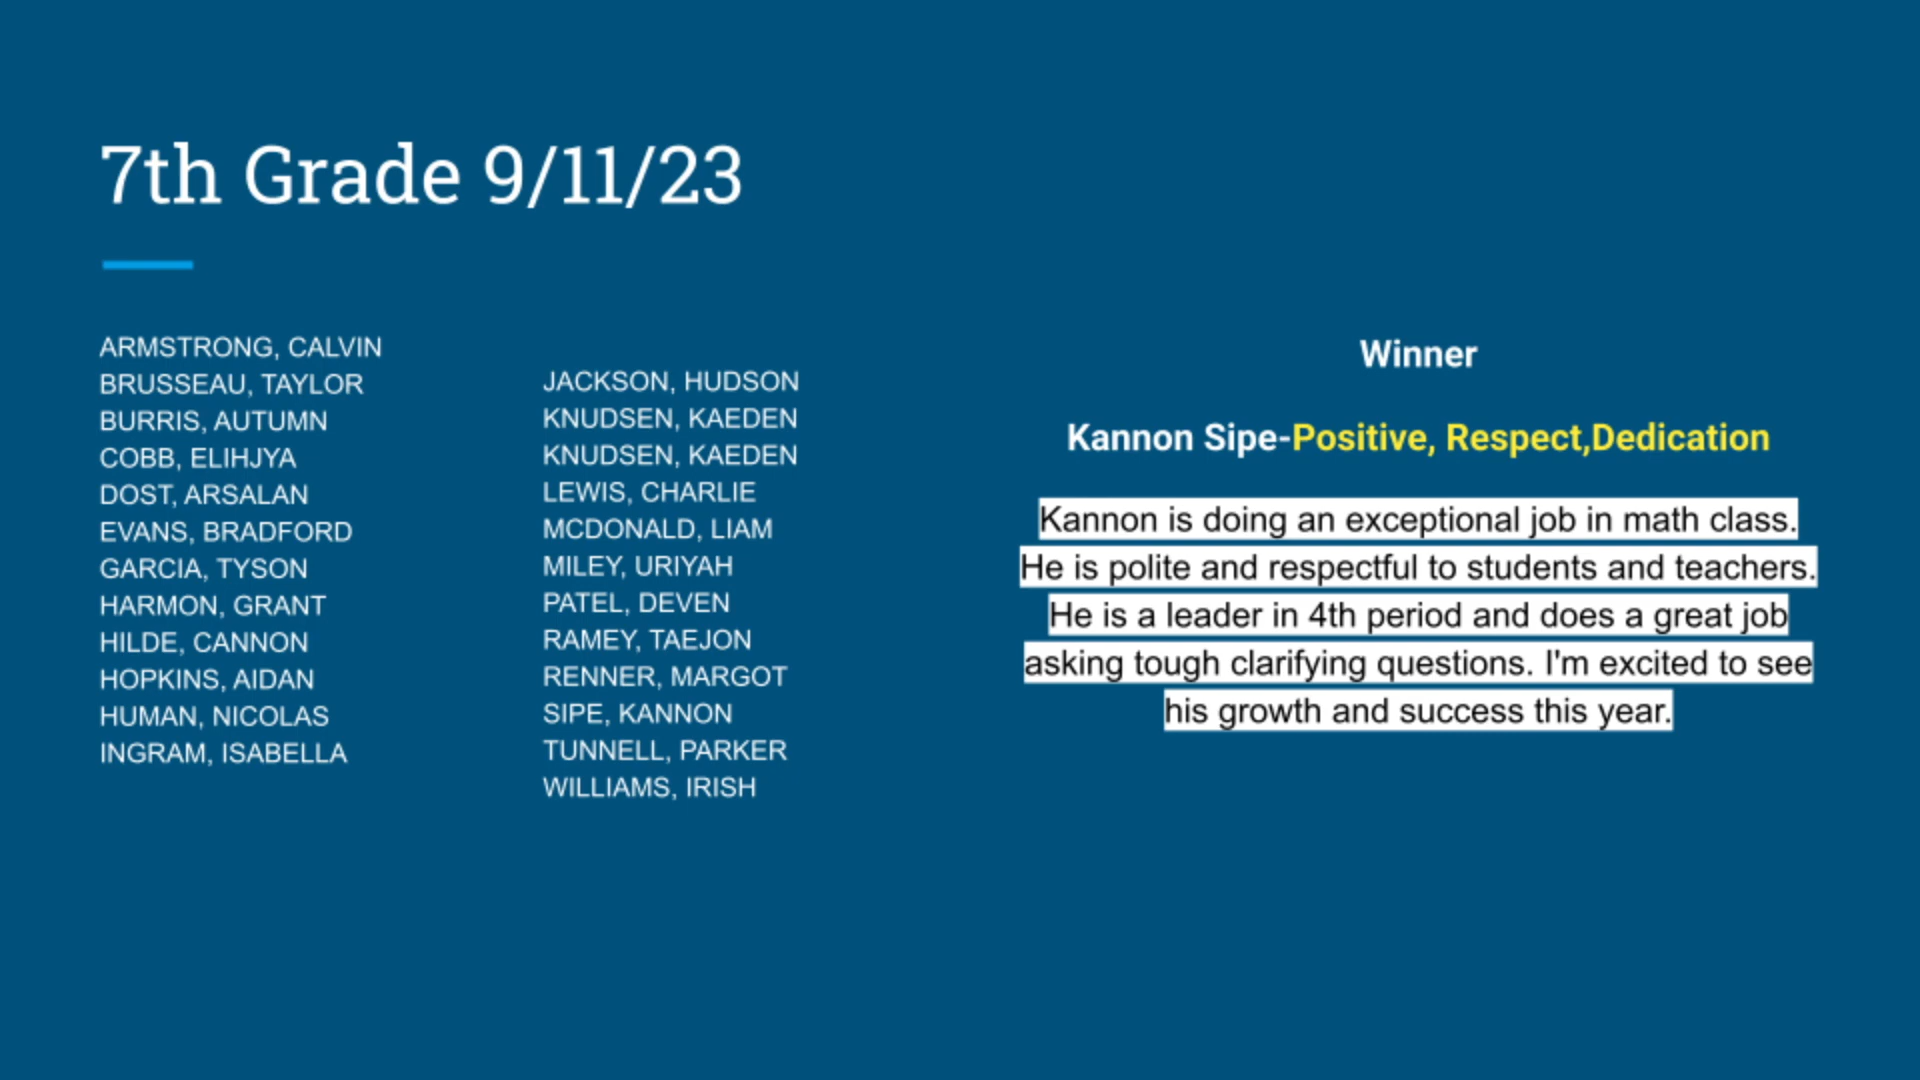 7th Grade 9/11/23
ARMSTRONG, CALVIN
BRUSSEAU, TAYLOR
BURRIS, AUTUMN
COBB, ELIHJYA
DOST, ARSALAN
EVANS, BRADFORD
GARCIA, TYSON
HARMON, GRANT
HILDE, CANNON
HOPKINS, AIDAN
HUMAN, NICOLAS
INGRAM, ISABELLA
JACKSON, HUDSON
KNUDSEN, KAEDEN
KNUDSEN, KAEDEN
LEWIS, CHARLIE
MCDONALD, LIAM
MILEY, URIYAH
PATEL, DEVEN
RAMEY, TAEJON
RENNER, MARGOT
SIPE, KANNON
TUNNELL, PARKER
WILLIAMS, IRISH
Winner
Kannon Sipe-Positive, Respect,Dedication
Kannon is doing an exceptional job in math class.
He is polite and respectful to students and teachers.
He is a leader in 4th period and does a great job
asking tough clarifying questions. I'm excited to see
his growth and success this year.